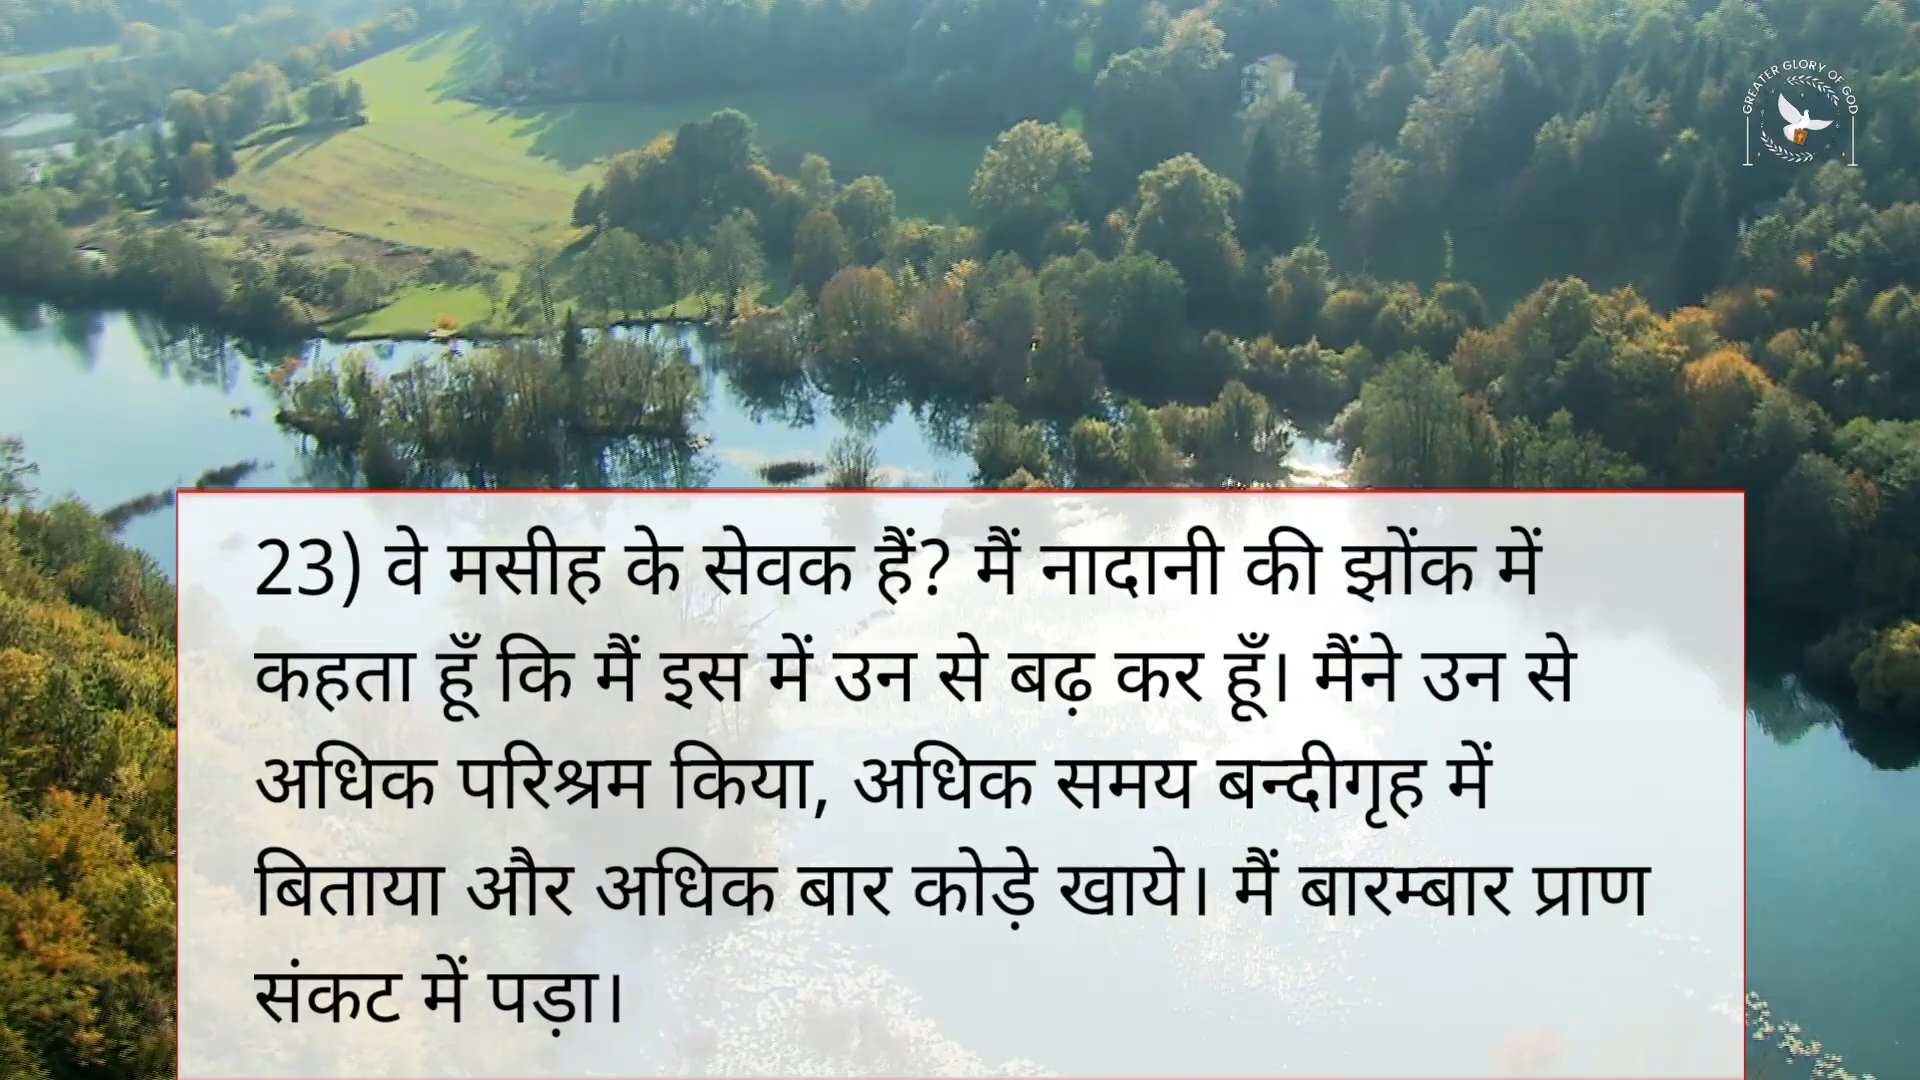 GREATER GLORY OF GOD
23) वे मसीह के सेवक हैं? मैं नादानी की झोंक में
कहता हूँ कि मैं इस में उन से बढ़ कर हूँ। मैंने उन से
अधिक परिश्रम किया, अधिक समय बन्दीगृह में
बिताया और अधिक बार कोड़े खाये। मैं बारम्बार प्राण
संकट में पड़ा।